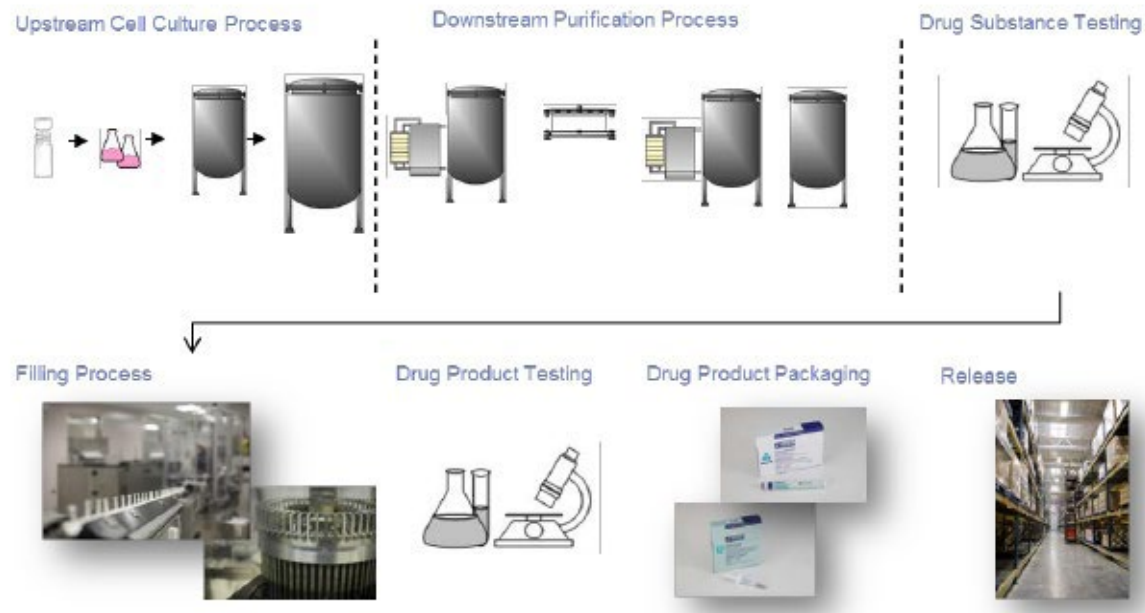 Upstream Cell Culture Process
Downstream Purification Process
Drug Substance Testing
Filling Process
Drug Product Testing
Drug Product Packaging
Release